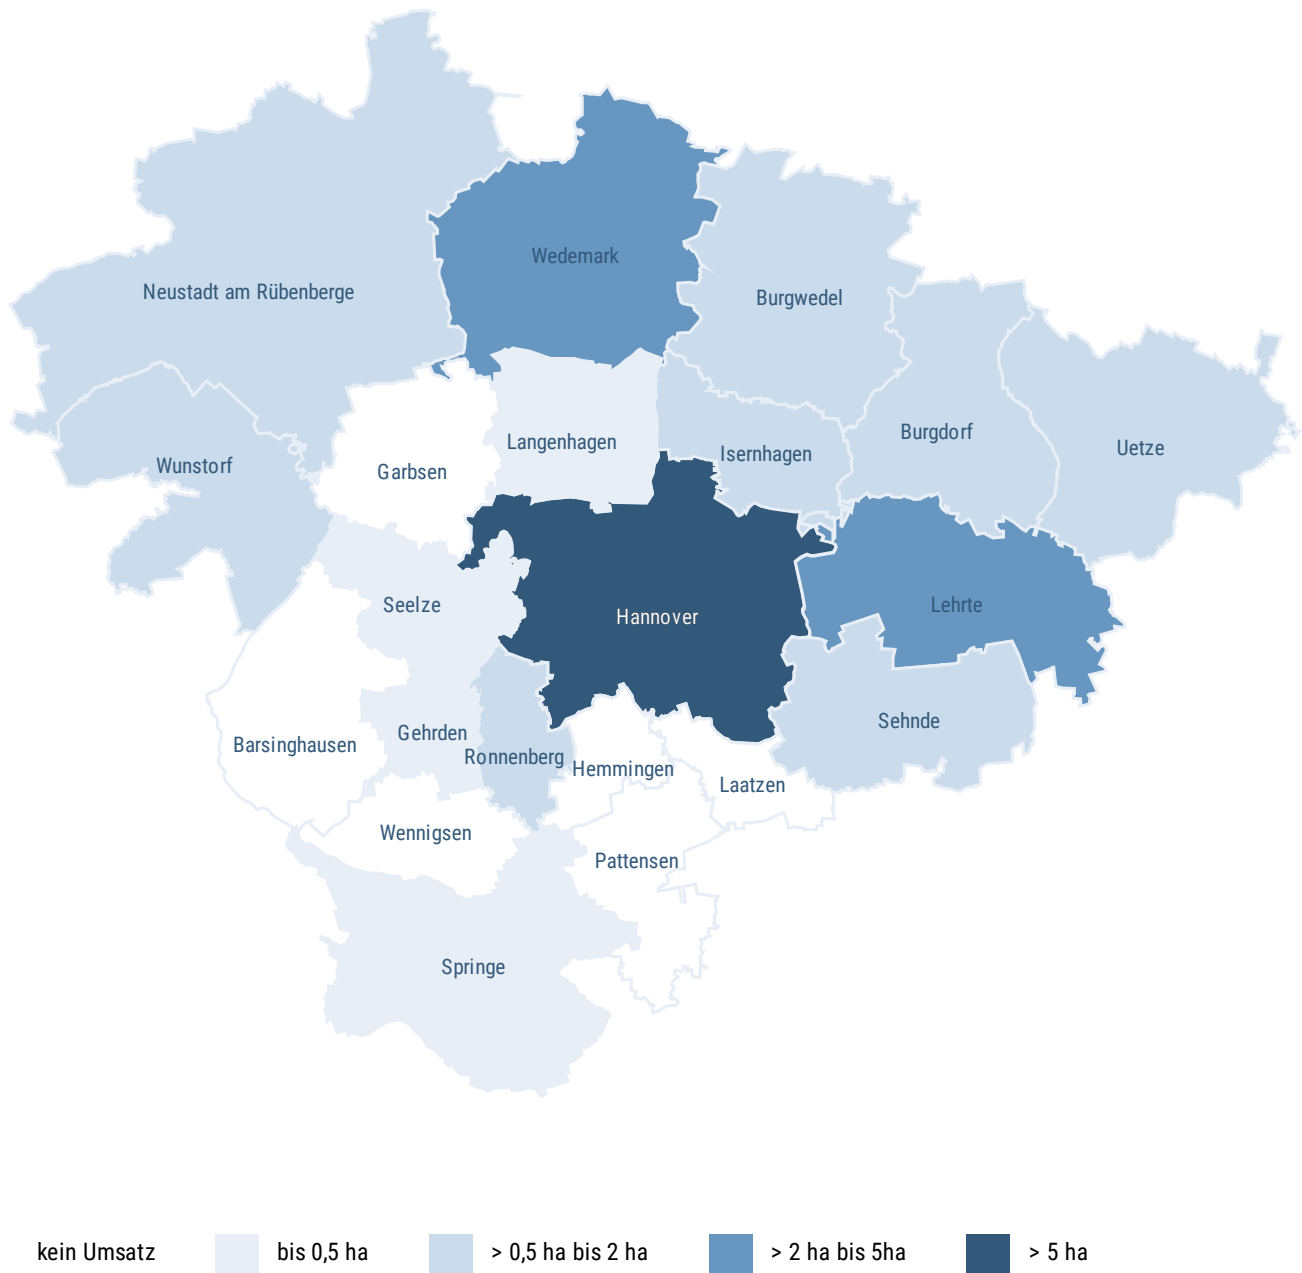 Wedemark
Neustadt am Rübenberge
Burgwedel
Burgdorf
Langenhagen
Uetze
Isernhagen
Wunstorf
Garbsen
Seelze
Lehrte
Hannover
Sehnde
Gehrden
Barsinghausen
Ronnenberg
Hemmingen
Laatzen
Wennigsen
Pattensen
Springe
kein Umsatz
bis 0,5 ha
> 0,5 ha bis 2 ha
> 2 ha bis 5ha
> 5 ha